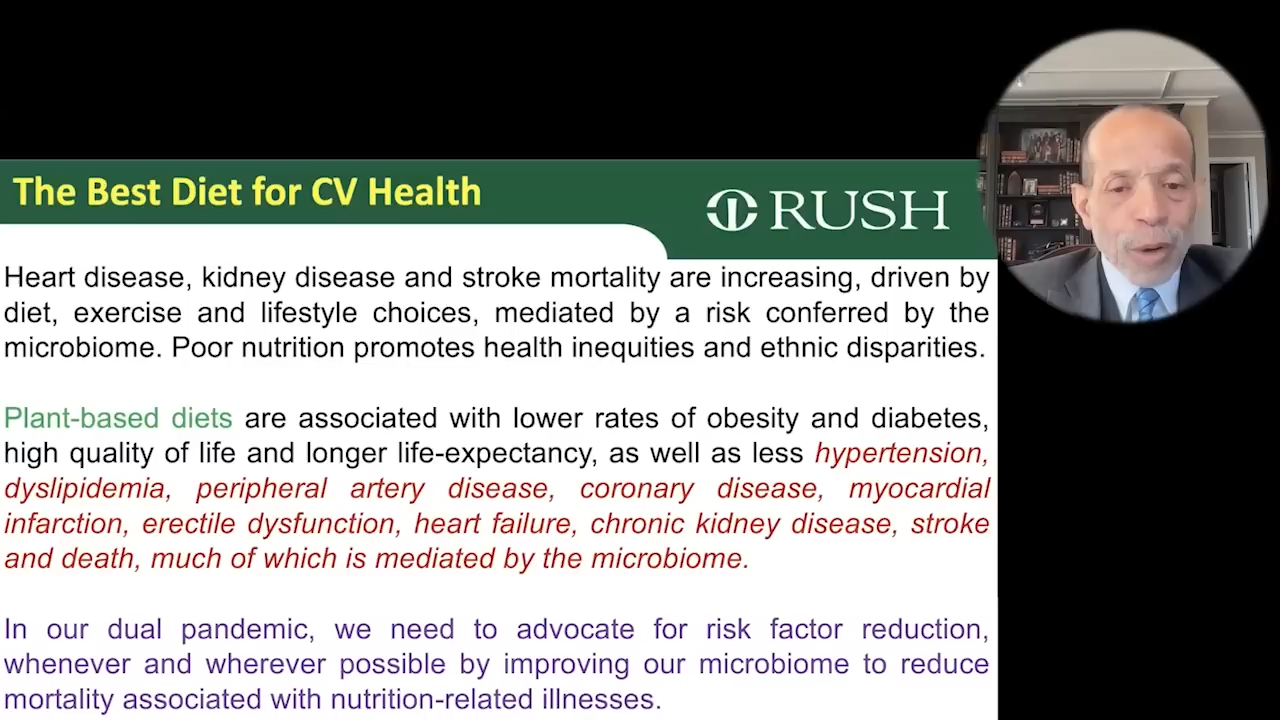 The Best Diet for CV Health
RUSH
Heart disease, kidney disease and stroke mortality are increasing, driven by
diet, exercise and lifestyle choices, mediated by a risk conferred by the
microbiome. Poor nutrition promotes health inequities and ethnic disparities.
Plant-based diets are associated with lower rates of obesity and diabetes,
high quality of life and longer life-expectancy, as well as less hypertension,
dyslipidemia, peripheral artery disease, coronary disease, myocardial
infarction, erectile dysfunction, heart failure, chronic kidney disease, stroke
and death, much of which is mediated by the microbiome.
In our dual pandemic, we need to advocate for risk factor reduction,
whenever and wherever possible by improving our microbiome to reduce
mortality associated with nutrition-related illnesses.